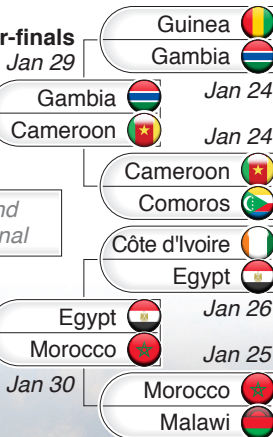 r-finals
Guinea
Gambia
Jan 29
Jan 24
Gambia
Cameroon
Jan 24
Cameroon
Comoros
nd
nal
Côte d'Ivoire
Egypt
Jan 26
Egypt
Morocco
Jan 25
Jan 30
Morocco
Malawi